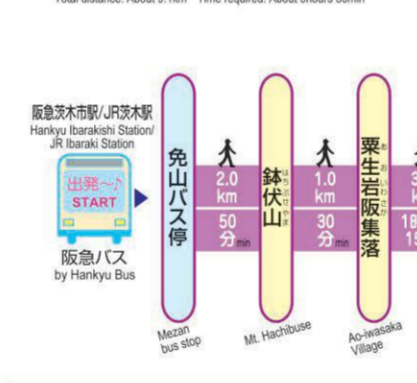 阪急茨木市駅/JR茨木駅
Hankyu Ibarakishi Station/
JR Ibaraki Station
出発〜♪
START
阪急バス
by Hankyu Bus
免山バス停
Mezan
bus stop
2.0
km
50
分min
鉢伏山
はちぶせやま
Mt. Hachibuse
1.0
km
30
分min
粟生岩阪集落
あおいわさか
Ao-iwasaka
Village